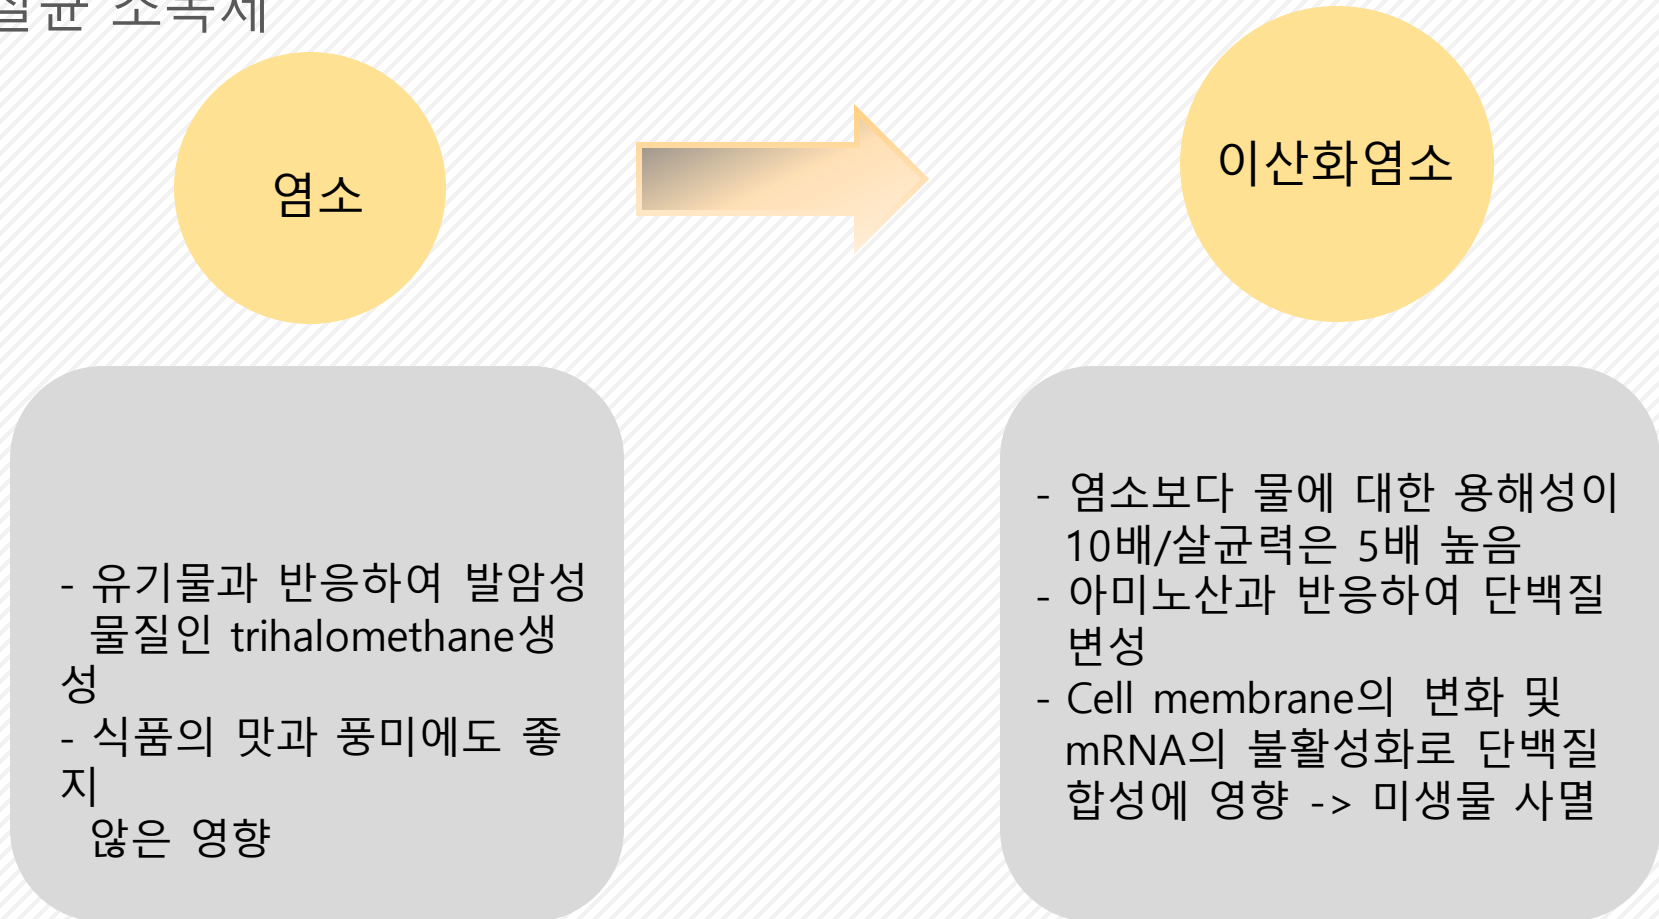 살균 소독제
염소
이산화염소
- 유기물과 반응하여 발암성
물질인 trihalomethane생
성
- 식품의 맛과 풍미에도 좋
지
않은 영향
- 염소보다 물에 대한 용해성이
10배/살균력은 5배 높음
- 아미노산과 반응하여 단백질
변성
- Cell membrane의 변화 및
mRNA의 불활성화로 단백질
합성에 영향 -> 미생물 사멸